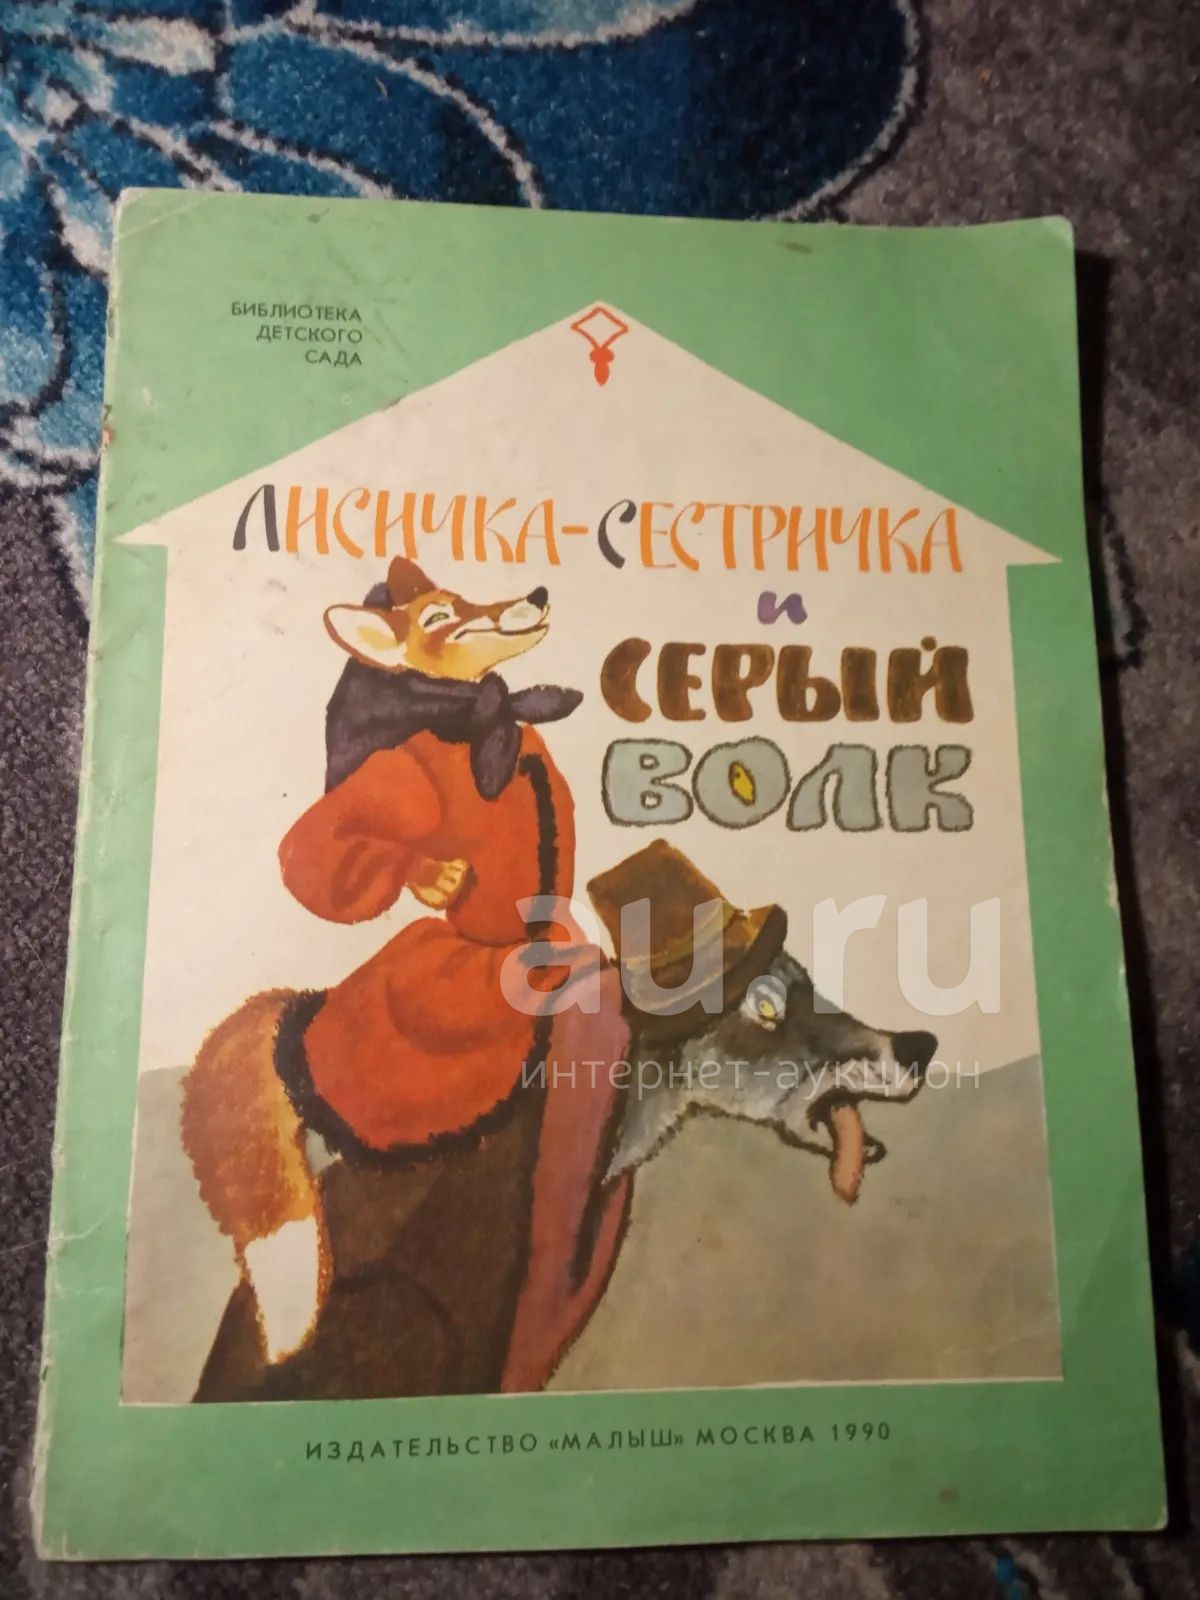 БИБЛИОТЕКА
ДЕТСКОГО
САДА
ЛИСИЧКА-СЕСТРИЧКА
И
СЕРЫЙ
ВОЛК
au.ru
интернет-аукцион
ИЗДАТЕЛЬСТВО «МАЛЫШ» МОСКВА 1990